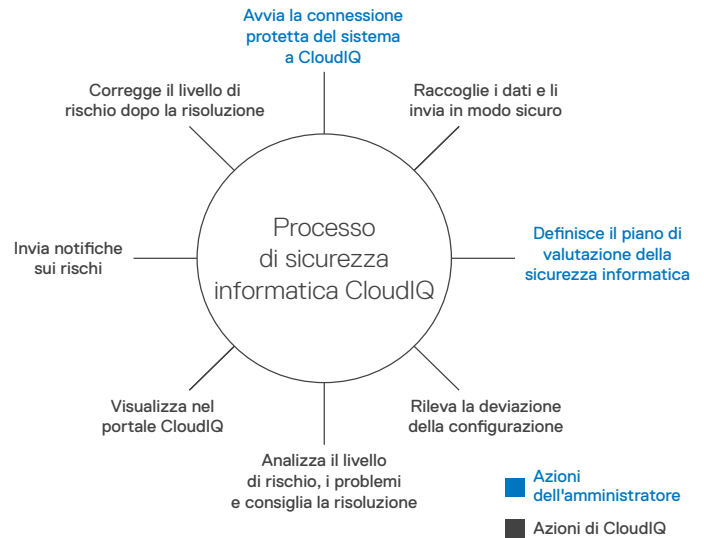 Avvia la connessione
protetta del sistema
a CloudIQ
Corregge il livello di
rischio dopo la risoluzione
Raccoglie i dati e li
invia in modo sicuro
Invia notifiche
sui rischi
Processo
di sicurezza
informatica CloudIQ
Definisce il piano di
valutazione della
sicurezza informatica
Visualizza nel
portale CloudIQ
Rileva la deviazione
della configurazione
Analizza il livello
di rischio, i problemi
e consiglia la risoluzione
Azioni
dell'amministratore
Azioni di CloudIQ